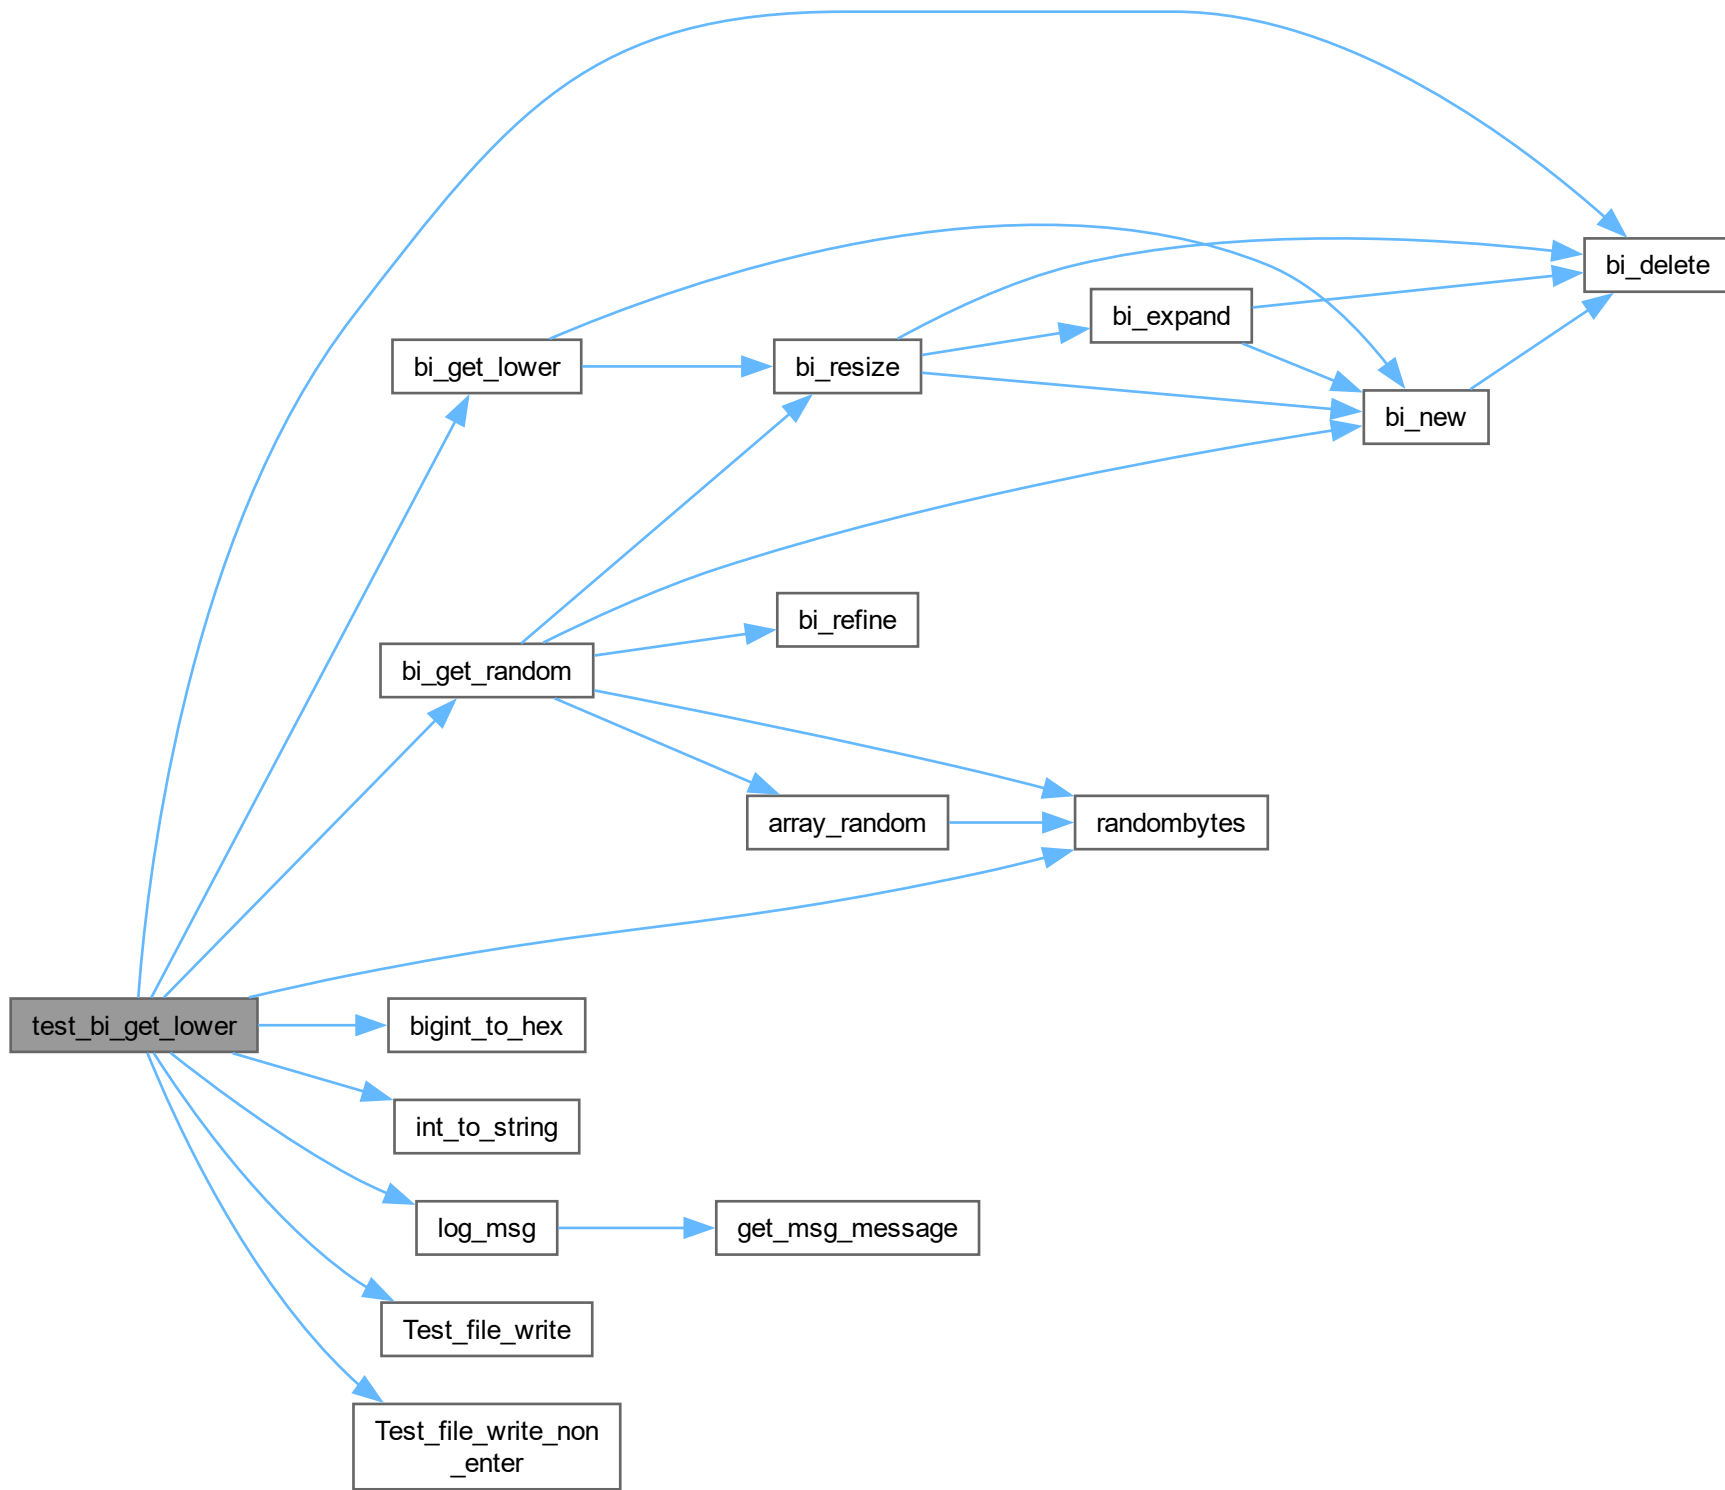 bi_delete
bi_expand
bi_get_lower
bi_resize
bi_new
bi_refine
bi_get_random
array_random
randombytes
test_bi_get_lower
bigint_to_hex
int_to_string
log_msg
get_msg_message
Test_file_write
Test_file_write_non
_enter